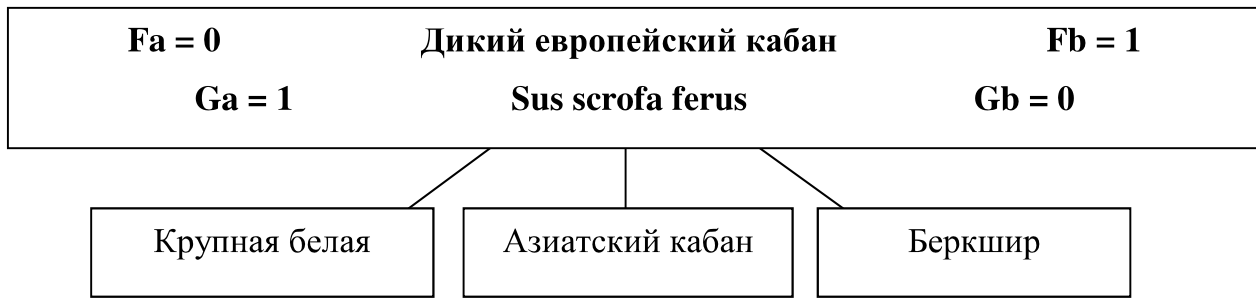 Fa = 0 Дикий европейский кабан Fb = 1
Ga = 1 Sus scrofa ferus Gb = 0
Крупная белая Азиатский кабан Беркшир